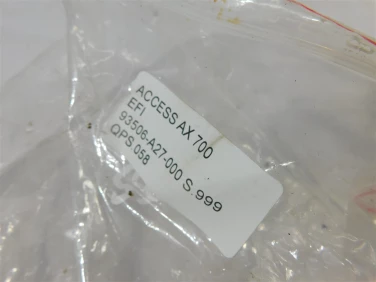 ACCESS AX 700
EFI
93506-A27-000 S.999
QPS 058